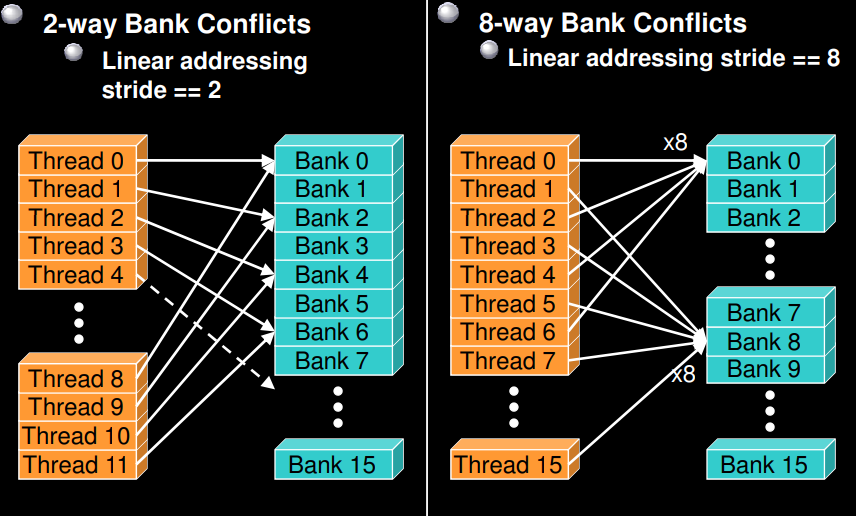 2-way Bank Conflicts
Linear addressing
stride == 2
Thread 0
Thread 1
Thread 2
Thread 3
Thread 4
Thread 8
Thread 9
Thread 10
Thread 11
Bank 0
Bank 1
Bank 2
Bank 3
Bank 4
Bank 5
Bank 6
Bank 7
Bank 15
8-way Bank Conflicts
Linear addressing stride == 8
Thread 0
Thread 1
Thread 2
Thread 3
Thread 4
Thread 5
Thread 6
Thread 7
Thread 15
x8
x8
Bank 0
Bank 1
Bank 2
Bank 7
Bank 8
Bank 9
Bank 15